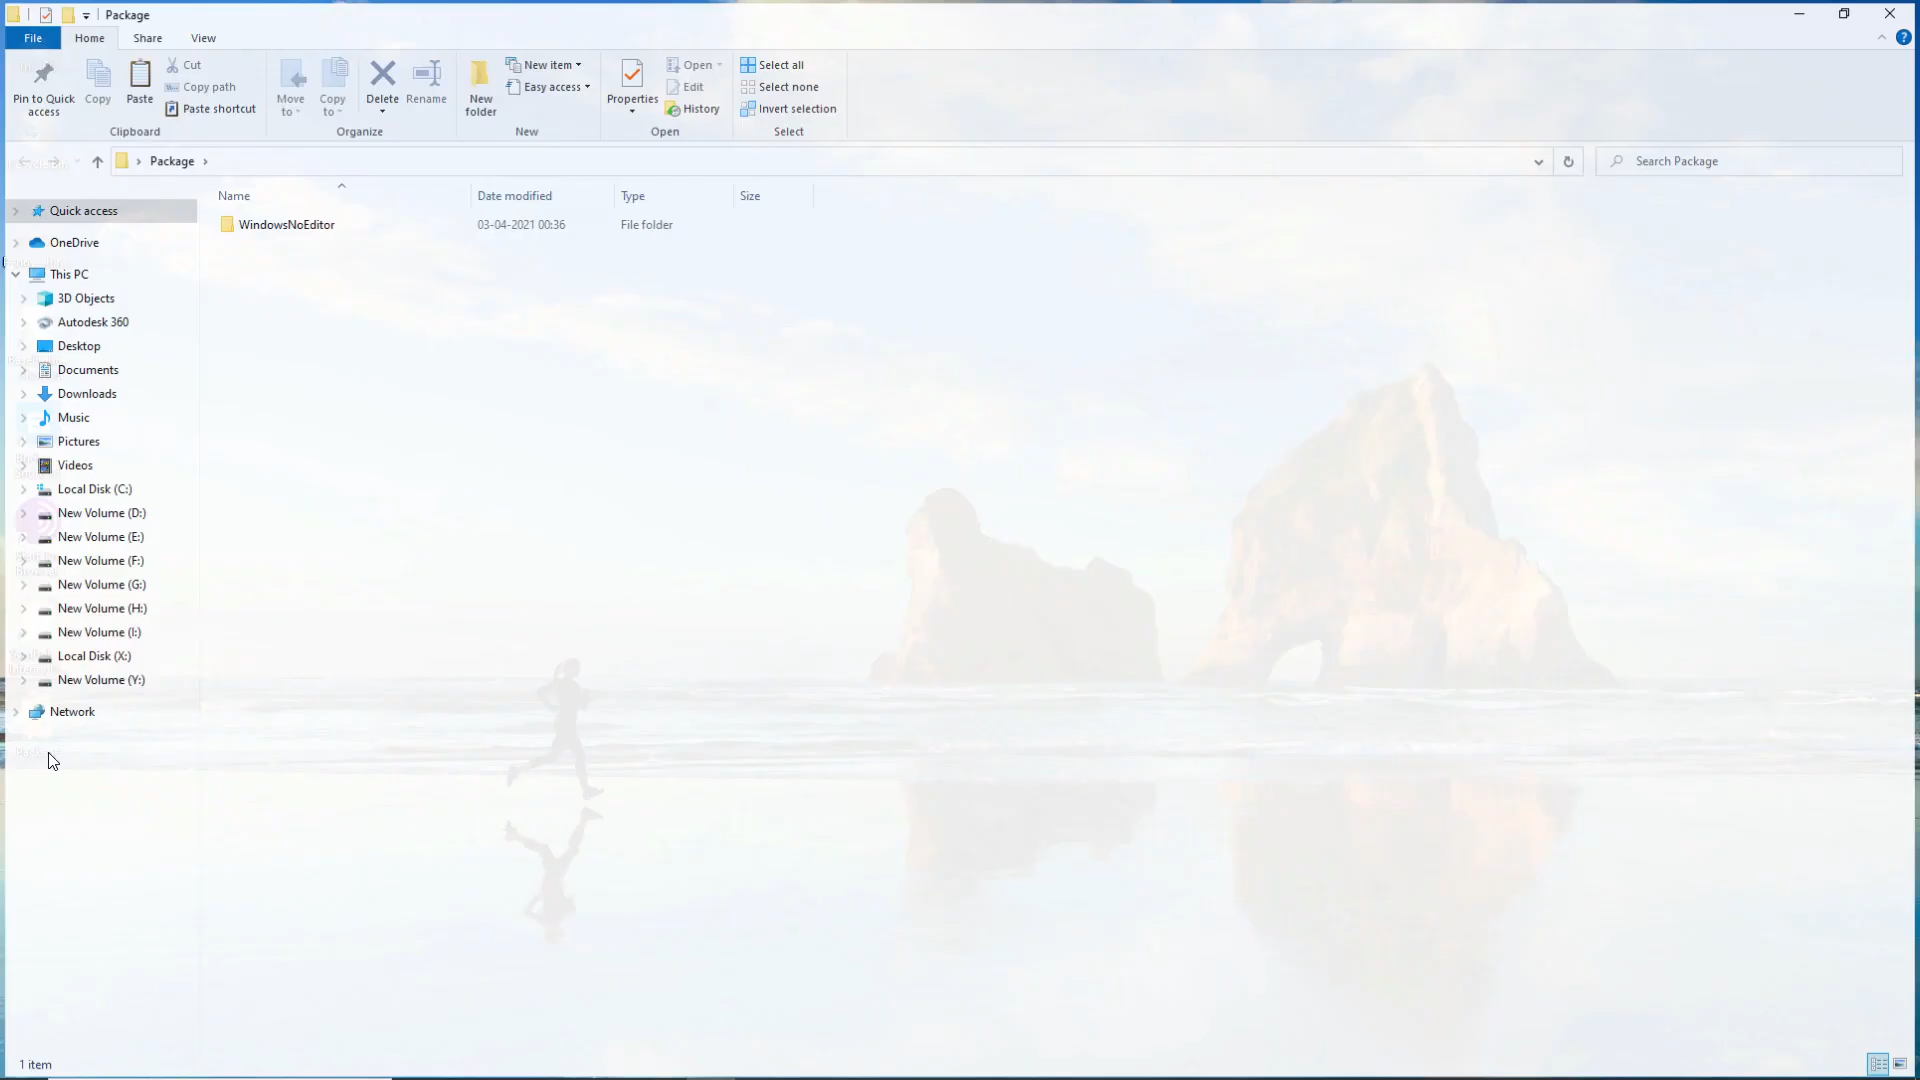 Package
File
Home
Share
View
Pin to Quick
access
Copy
Paste
Cut
Copy path
Paste shortcut
Clipboard
Move
to
Copy
to
Delete
Rename
Organize
New
folder
New item
Easy access
New
Properties
Open
Edit
History
Open
Select all
Select none
Invert selection
Select
Package
Search Package
Name
Date modified
Type
Size
WindowsNoEditor
03-04-2021 00:36
File folder
Quick access
OneDrive
This PC
3D Objects
Autodesk 360
Desktop
Documents
Downloads
Music
Pictures
Videos
Local Disk (C:)
New Volume (D:)
New Volume (E:)
New Volume (F:)
New Volume (G:)
New Volume (H:)
New Volume (I:)
Local Disk (X:)
New Volume (Y:)
Network
1 item